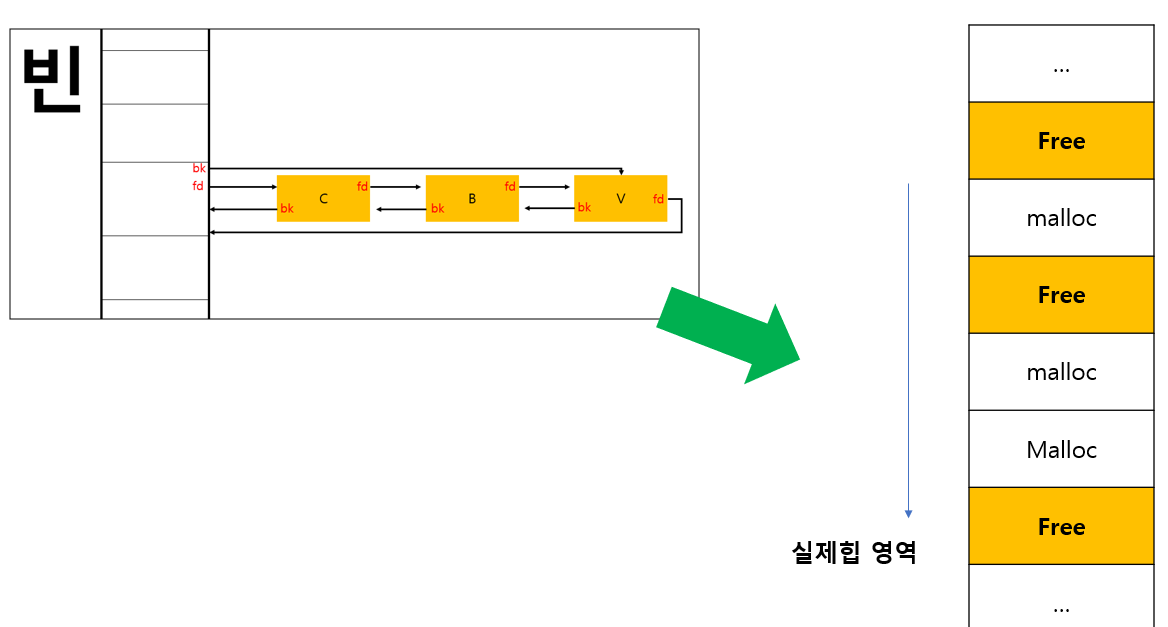 빈
bk
fd
C
fd
bk
B
fd
bk
V
fd
bk
실제힙 영역
...
Free
malloc
Free
malloc
Malloc
Free
...